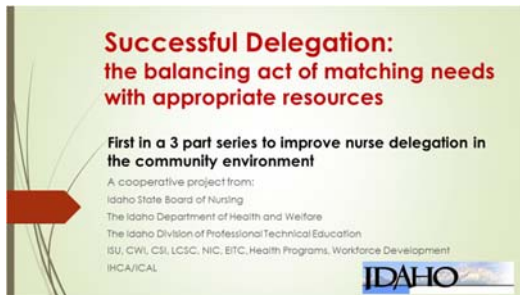 Successful Delegation:
the balancing act of matching needs
with appropriate resources
First in a 3 part series to improve nurse delegation in
the community environment
A cooperative project from:
Idaho State Board of Nursing
The Idaho Department of Health and Welfare
The Idaho Division of Professional Technical Education
ISU, CWI, CSI, LCSC, NIC, EITC, Health Programs, Workforce Development
IHCA/ICAL
IDAHO